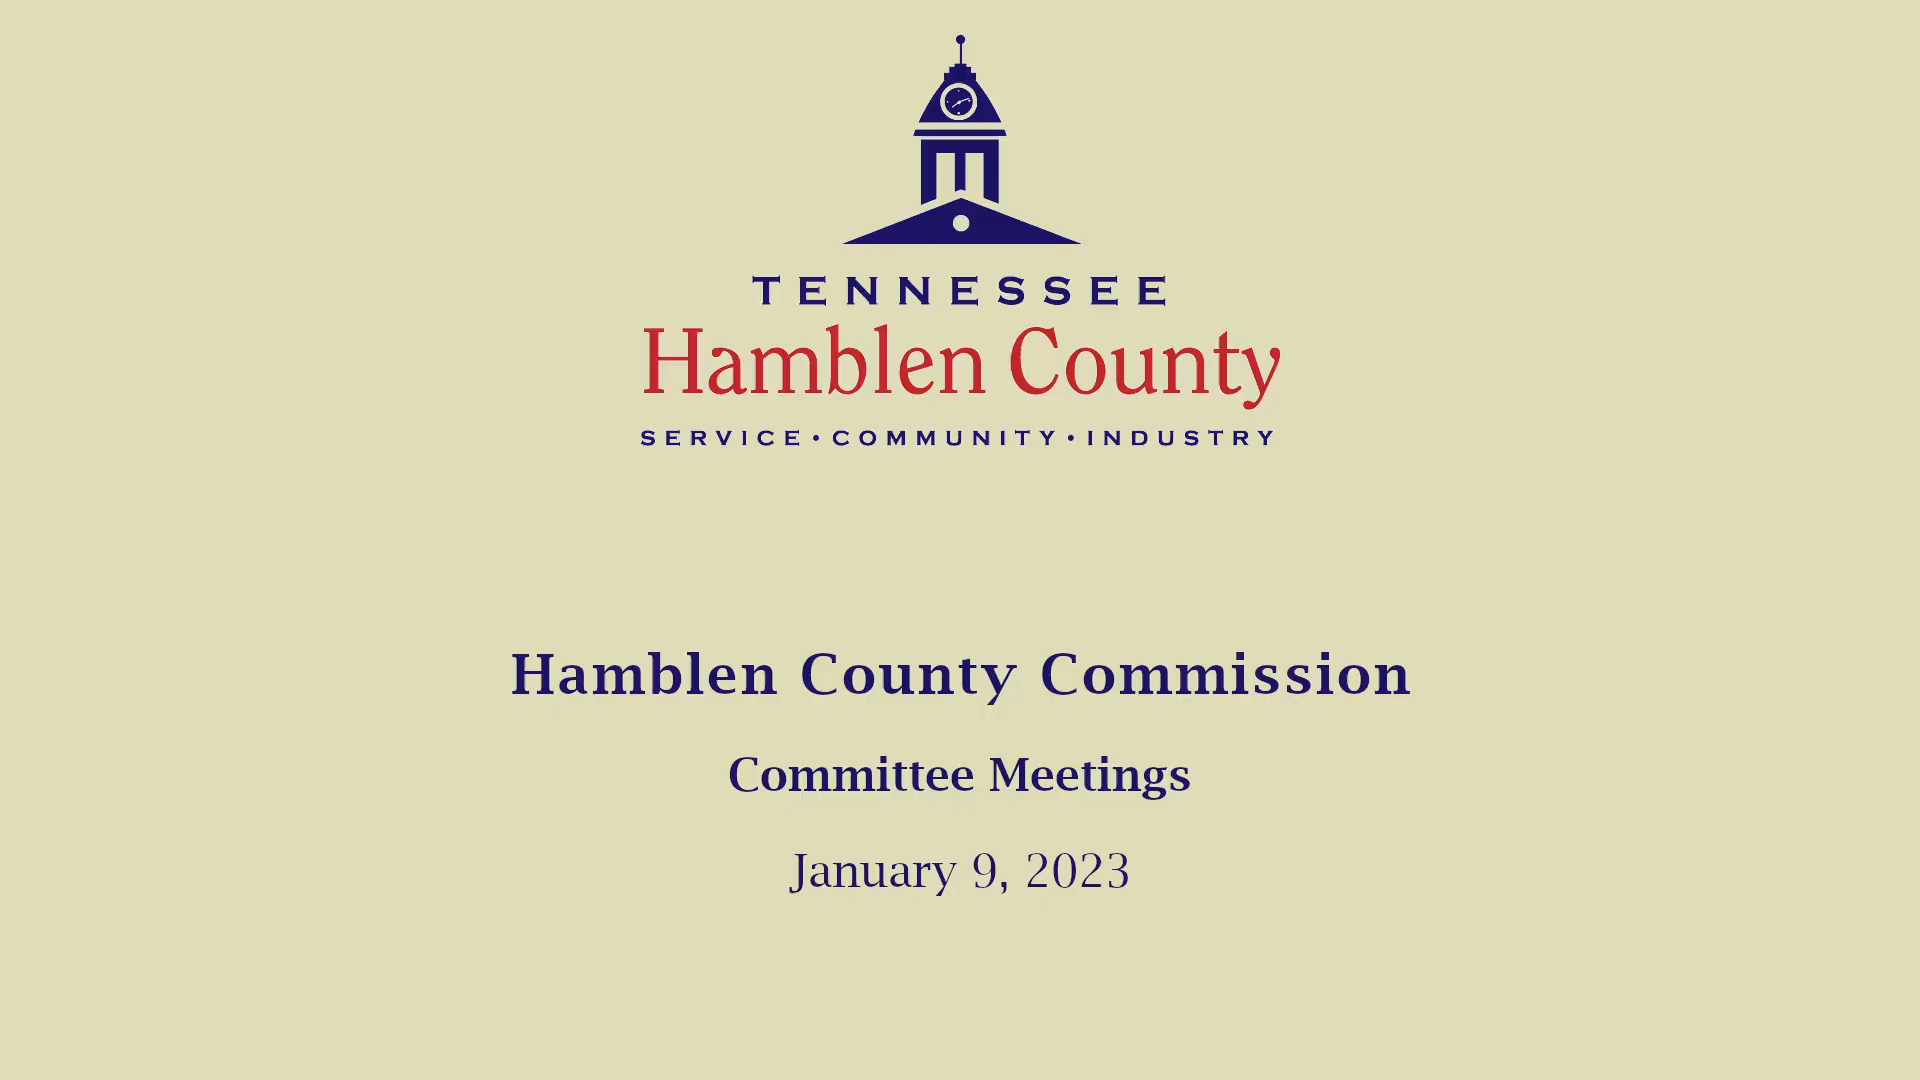 TENNESSEE
Hamblen County
SERVICE • COMMUNITY • INDUSTRY
Hamblen County Commission
Committee Meetings
January 9, 2023